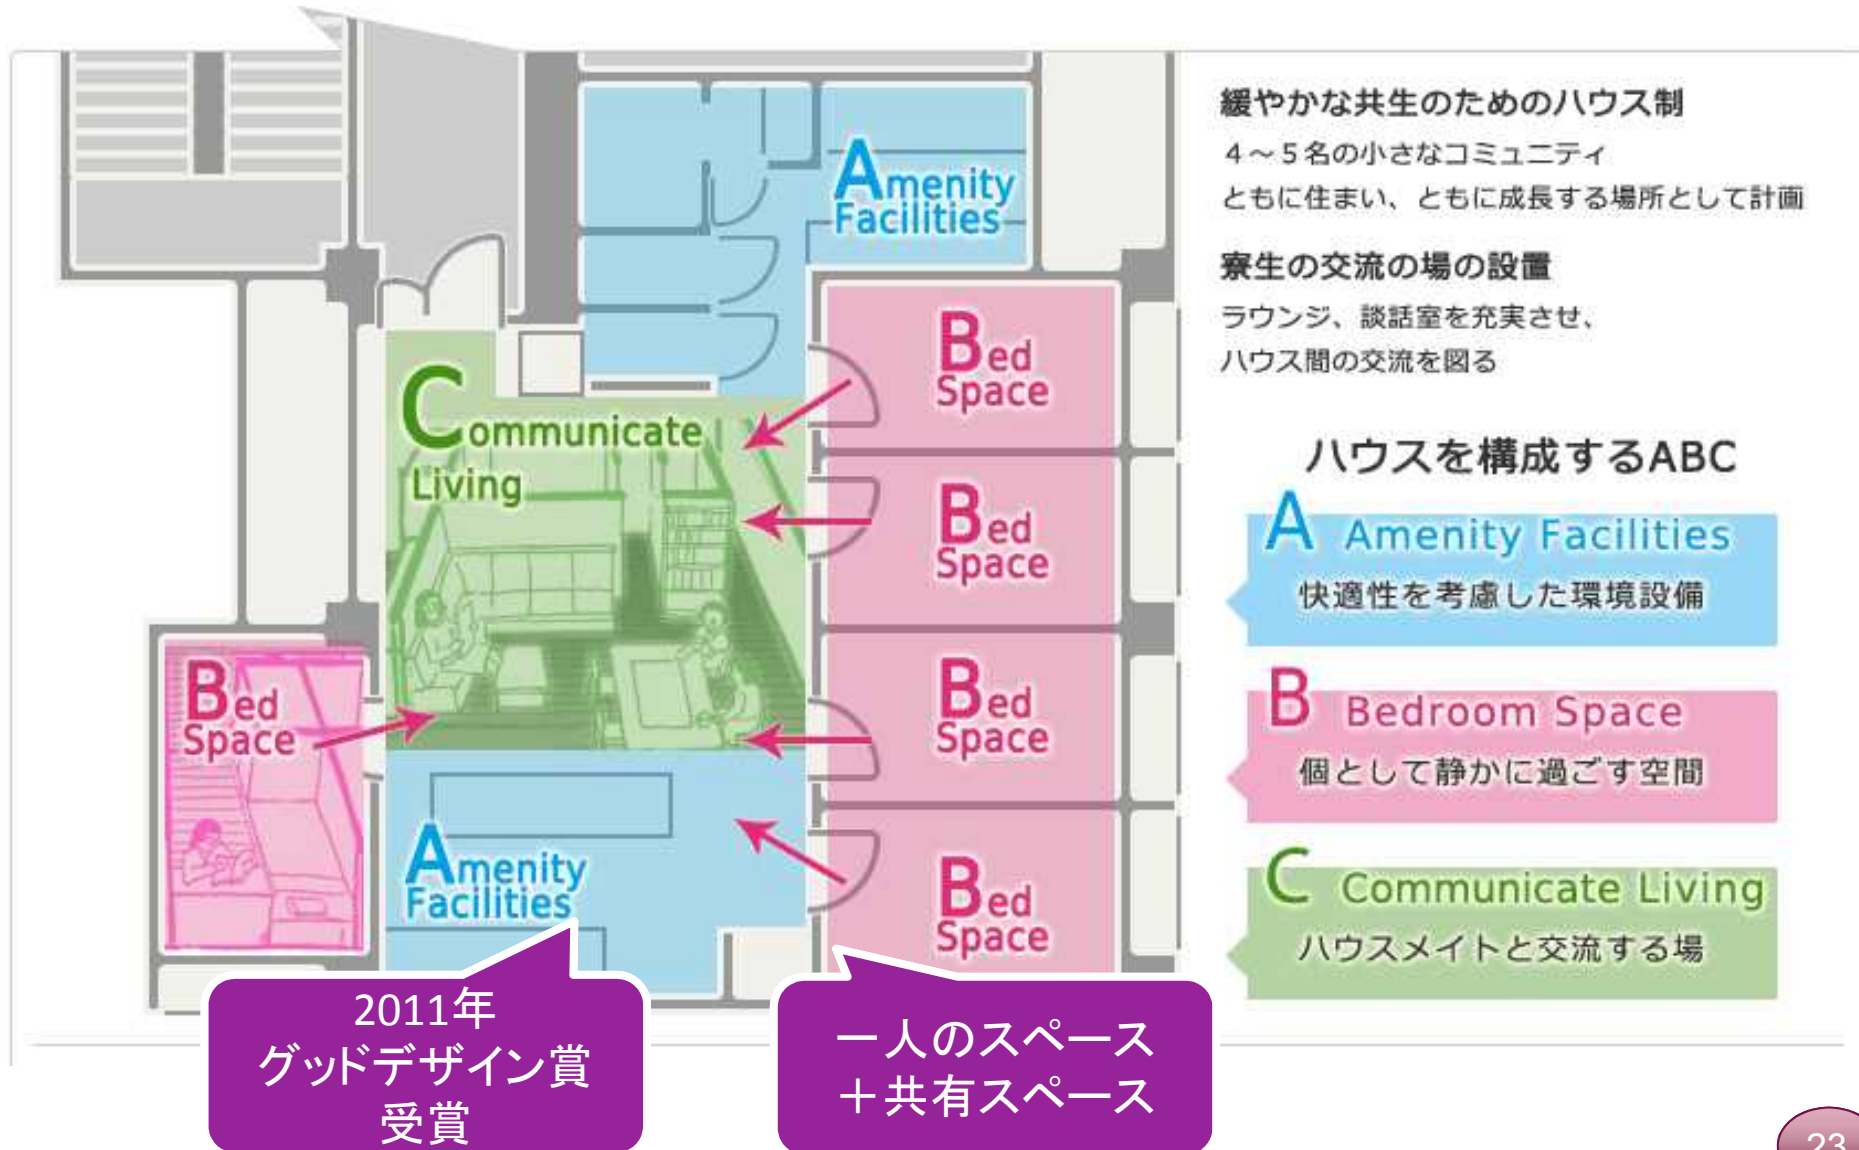 Amenity
Facilities
Bed
Space
Communicate
Living
Bed
Space
Bed
Space
Bed
Space
Amenity
Facilities
Bed
Space
緩やかな共生のためのハウス制
4～5名の小さなコミュニティ
ともに住まい、ともに成長する場所として計画
寮生の交流の場の設置
ラウンジ、談話室を充実させ、
ハウス間の交流を図る
ハウスを構成するABC
A Amenity Facilities
快適性を考慮した環境設備
B Bedroom Space
個として静かに過ごす空間
C Communicate Living
ハウスメイトと交流する場
2011年
グッドデザイン賞
受賞
一人のスペース
＋共有スペース
23